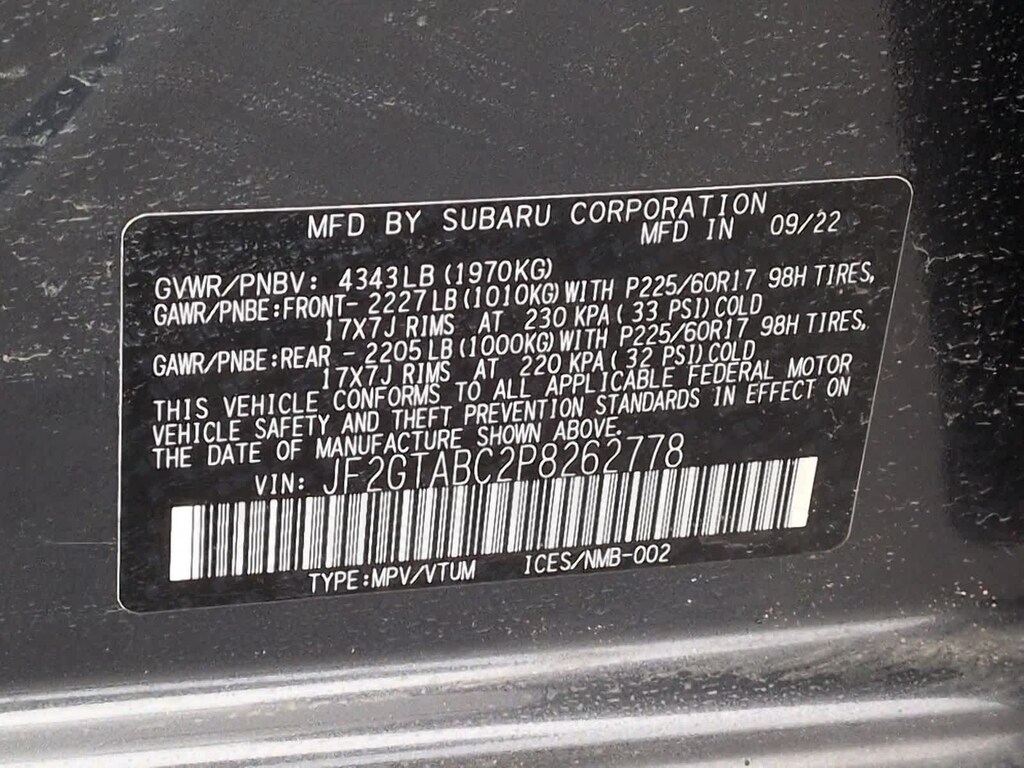 MFD BY SUBARU CORPORATION
MFD IN 09/22
GVWR/PNBV: 4343LB (1970KG)
GAWR/PNBE:FRONT- 2227LB (1010KG) WITH P225/60R17 98H TIRES,
17X7J RIMS AT 230 KPA ( 33 PSI) COLD
GAWR/PNBE:REAR - 2205LB (1000KG) WITH P225/60R17 98H TIRES,
17X7J RIMS AT 220 KPA ( 32 PSI) COLD
THIS VEHICLE CONFORMS TO ALL APPLICABLE FEDERAL MOTOR
VEHICLE SAFETY AND THEFT PREVENTION STANDARDS IN EFFECT ON
THE DATE OF MANUFACTURE SHOWN ABOVE.
VIN: JF2GTABC2P8262778
TYPE:MPV/VTUM ICES/NMB-002